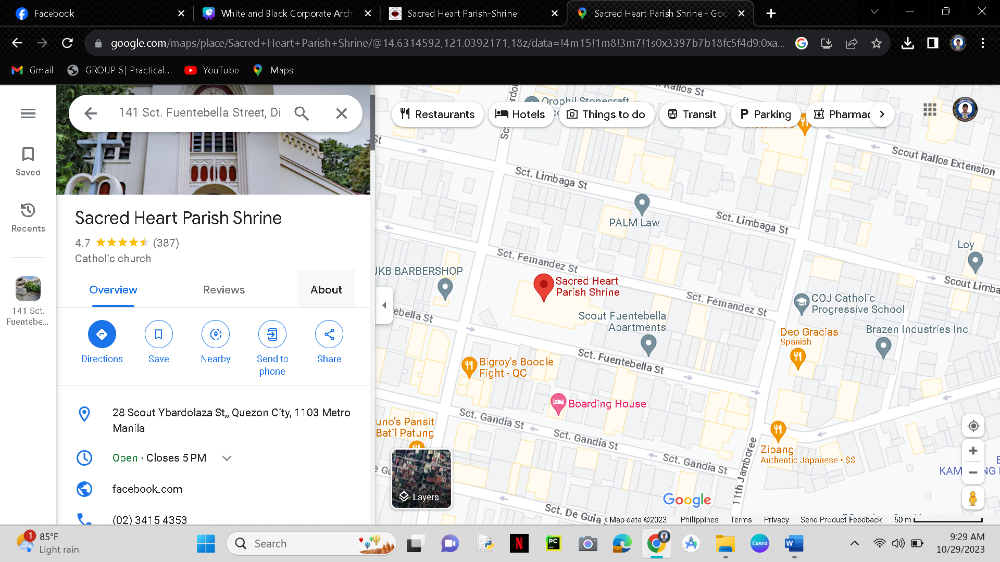 Facebook
White and Black Corporate Archi
Sacred Heart Parish-Shrine
Sacred Heart Parish Shrine - Goo
google.com/maps/place/Sacred+Heart+Parish+Shrine/@14.6314592,121.0392171,18z/data=!4m15!1m8!3m7!1s0x3397b7b18fc5f4d9:0xa...
Gmail
GROUP 6| Practical...
YouTube
Maps
141 Sct. Fuentebella Street, Di
Saved
Recents
141 Sct.
Fuentebe...
Sacred Heart Parish Shrine
4.7 (387)
Catholic church
Overview
Reviews
About
Directions
Save
Nearby
Send to
phone
Share
28 Scout Ybardolaza St,, Quezon City, 1103 Metro
Manila
Open · Closes 5 PM
facebook.com
(02) 3415 4353
Restaurants
Hotels
Things to do
Transit
Parking
Pharmac
Orophil Stonecraft
Rallos St
Scout Rallos Extension
St
Sct. Limbaga St
Sct. Limbaga St
PALM Law
Loy
Scout Limba
Sct. Fernandez St
JKB BARBERSHOP
Sacred Heart
Parish Shrine
Sct. Fernandez St
COJ Catholic
Progressive School
Scout Fuentebella
Apartments
ebella St
Deo Gracias
Spanish
Brazen Industries Inc
Bigroy's Boodle
Fight - QC
Sct. Fuentebella St
Boarding House
Sct. Gandia St
Sct. Gandia St
Sct. Gandia St
uno's Pansit
Batil Patung
Zipang
Authentic Japanese • $$
11th Jamboree
KAM
NG
e Gu
Layers
Google
Sct. De Guia S
Map data ©2023
Philippines
Terms
Privacy
Send Product Feedback
50 m
1
85°F
Light rain
Search
N
PC
Canva
W
9:29 AM
10/29/2023